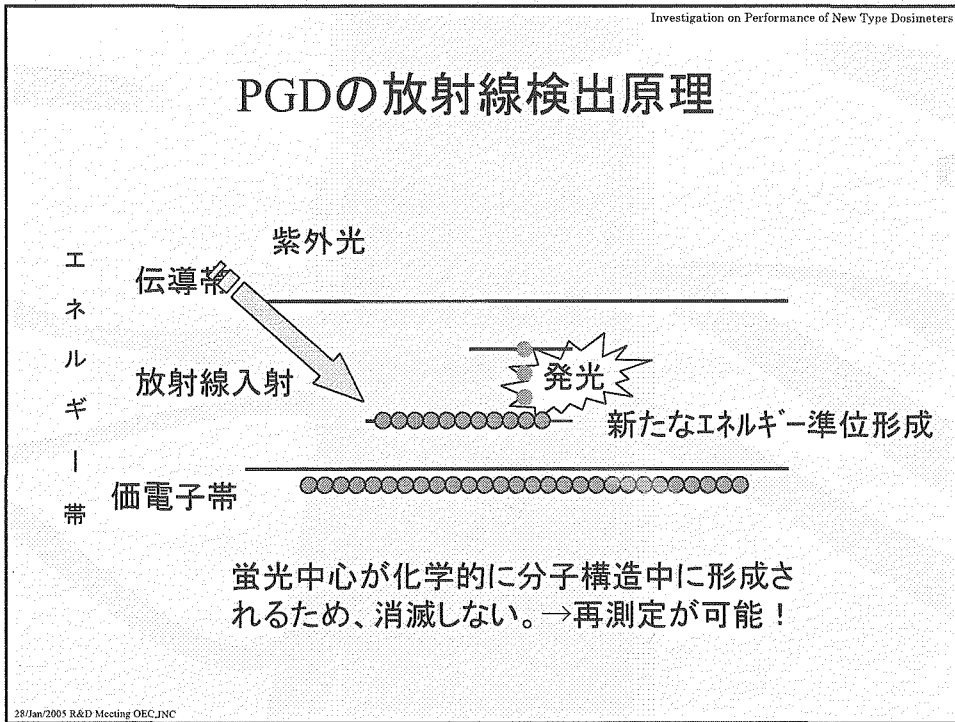 Investigation on Performance of New Type Dosimeters
PGDの放射線検出原理
紫外光
伝導帯
エネルギー帯
放射線入射
発光
新たなエネルギー準位形成
価電子帯
蛍光中心が化学的に分子構造中に形成さ
れるため、消滅しない。→再測定が可能！
28/Jan/2005 R&D Meeting OEC,JNC